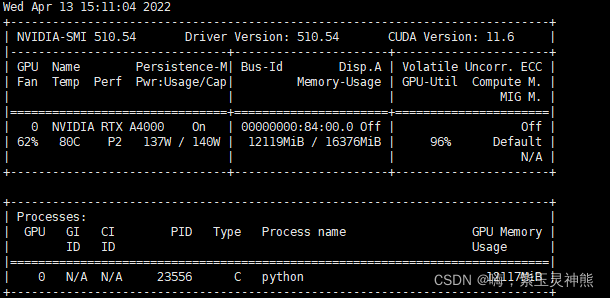 Wed Apr 13 15:11:04 2022
NVIDIA-SMI 510.54 Driver Version: 510.54 CUDA Version: 11.6
GPU Name Persistence-M| Bus-Id Disp.A | Volatile Uncorr. ECC
Fan Temp Perf Pwr:Usage/Cap| Memory-Usage | GPU-Util Compute M.
MIG M.
0 NVIDIA RTX A4000 On | 00000000:84:00.0 Off | Off
62% 80C P2 137W / 140W | 12119MiB / 16376MiB | 96% Default
N/A
Processes:
GPU GI CI PID Type Process name GPU Memory
ID ID Usage
0 N/A N/A 23556 C python 12117MiB
CSDN @嗬，紫玉灵神熊